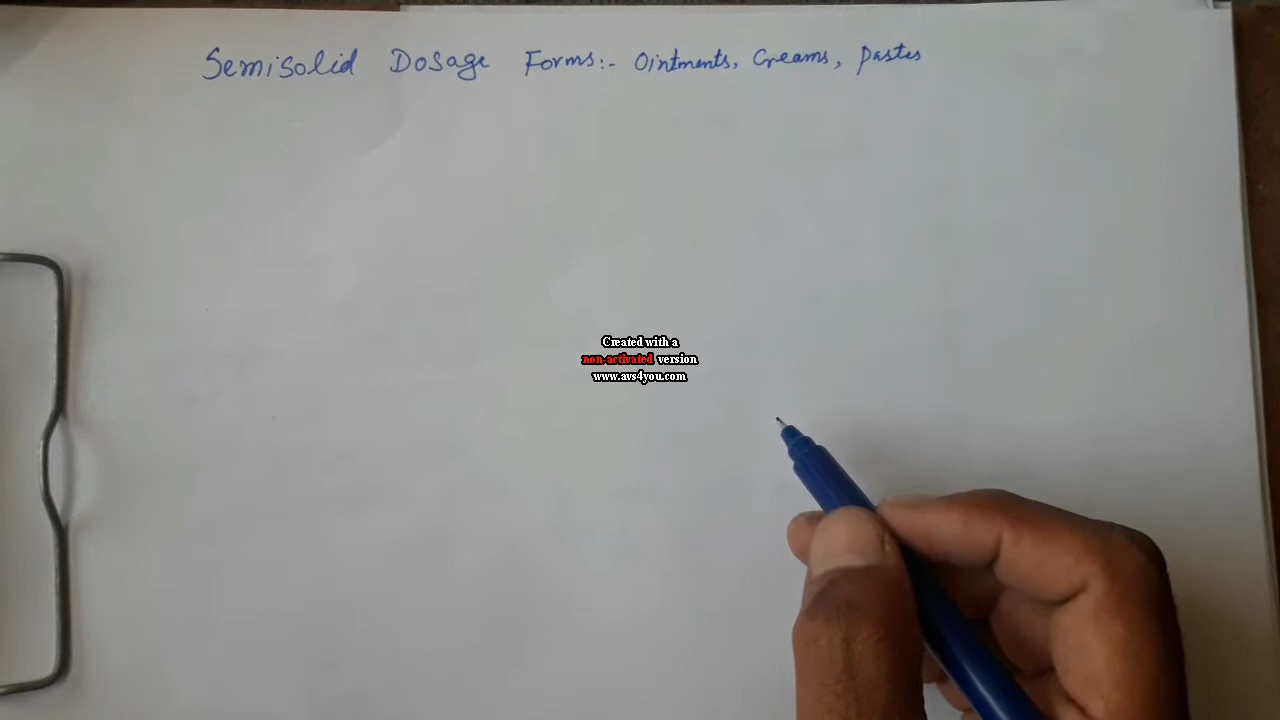 Semisolid Dosage Forms:- Ointments, Creams, Pastes
Created with a
non-activated version
www.avs4you.com